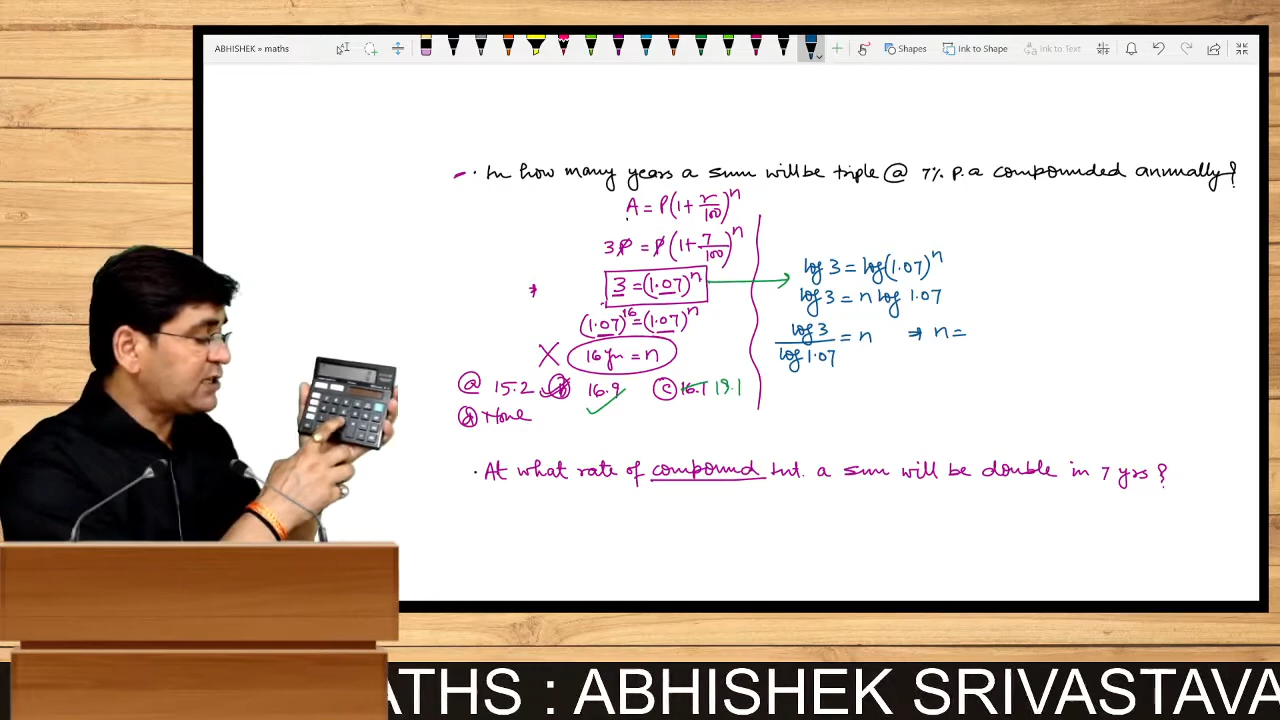 ABHISHEK » maths
Shapes Ink to Shape Ink to Text
· In how many years a sum will be triple @ 7% p.a compounded annually?
A = P(1+r/100)^n
3P = P(1+7/100)^n
3 = (1.07)^n
(1.07)^16 = (1.07)^n
X 16 yr = n
(a) 15.2 (b) 16.9 (c) 16.1 19.1
(d) None
log 3 = log(1.07)^n
log 3 = n log 1.07
log 3 / log 1.07 = n ⇒ n =
· At what rate of compound Int. a sum will be double in 7 yrs?
MATHS : ABHISHEK SRIVASTAVA